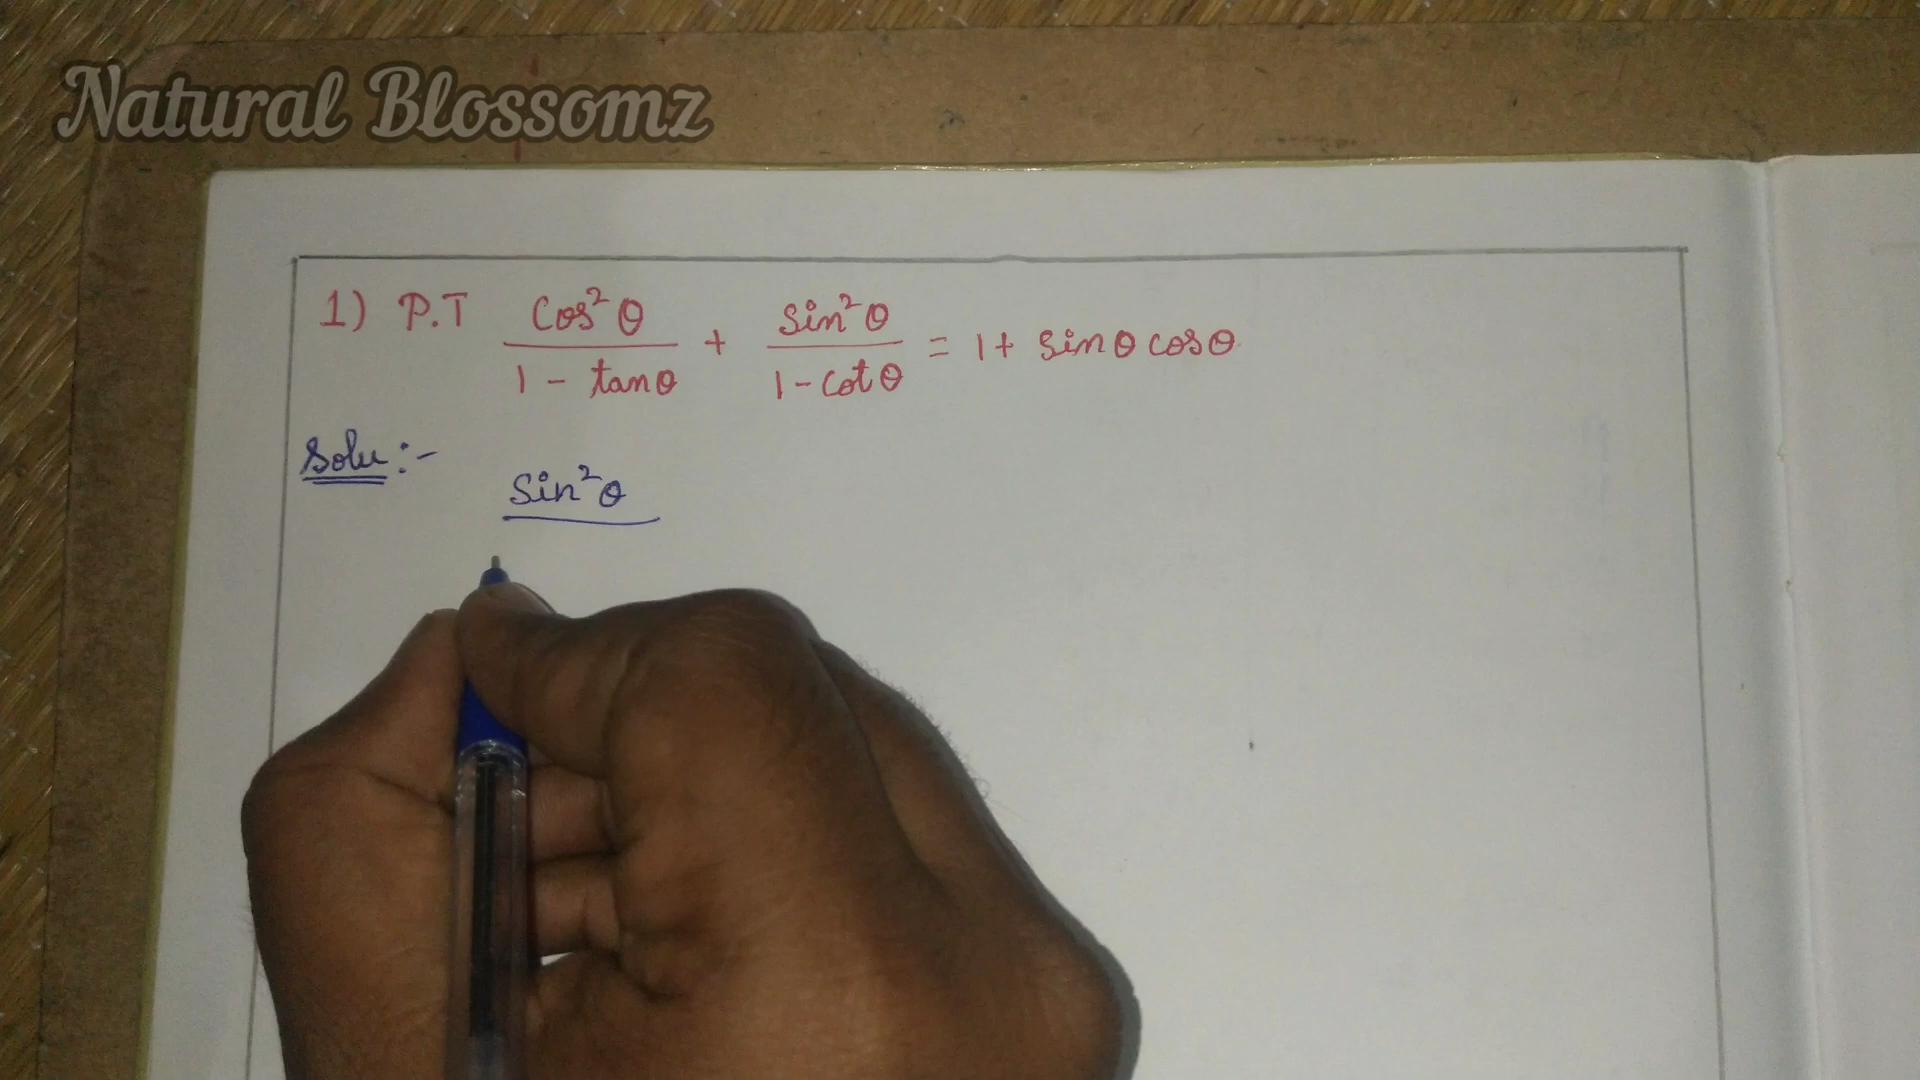 Natural Blossomz
1) P.T cos²θ / 1 - tanθ + sin²θ / 1 - cotθ = 1 + sinθ cosθ
Solu :-
sin²θ